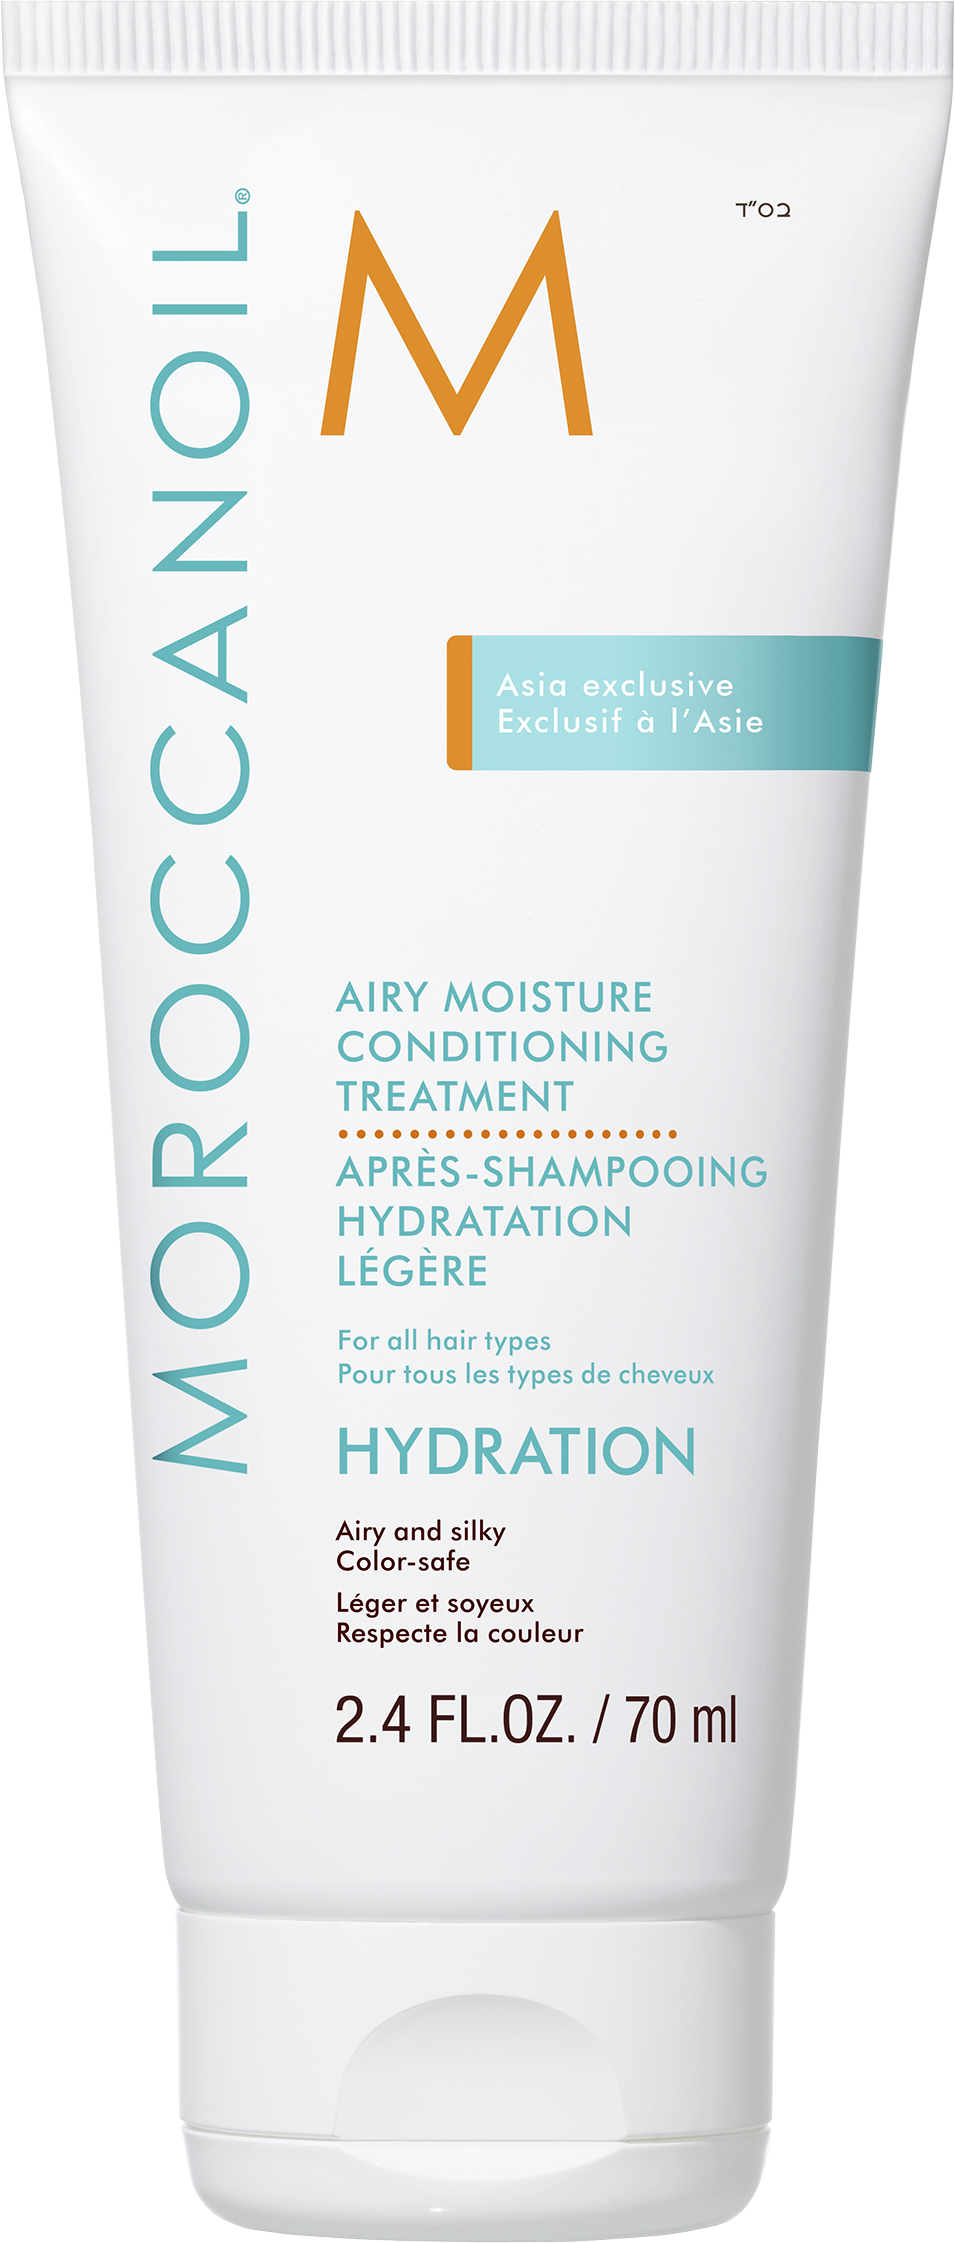 MOROCCANOIL®
M
בס״ד
Asia exclusive
Exclusif à l'Asie
AIRY MOISTURE
CONDITIONING
TREATMENT
APRÈS-SHAMPOOING
HYDRATATION
LÉGÈRE
For all hair types
Pour tous les types de cheveux
HYDRATION
Airy and silky
Color-safe
Léger et soyeux
Respecte la couleur
2.4 FL.OZ. / 70 ml